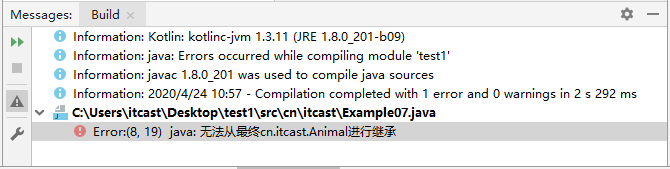 Messages: Build
Information: Kotlin: kotlinc-jvm 1.3.11 (JRE 1.8.0_201-b09)
Information: java: Errors occurred while compiling module 'test1'
Information: javac 1.8.0_201 was used to compile java sources
Information: 2020/4/24 10:57 - Compilation completed with 1 error and 0 warnings in 2 s 292 ms
C:\Users\itcast\Desktop\test1\src\cn\itcast\Example07.java
Error:(8, 19) java: 无法从最终cn.itcast.Animal进行继承